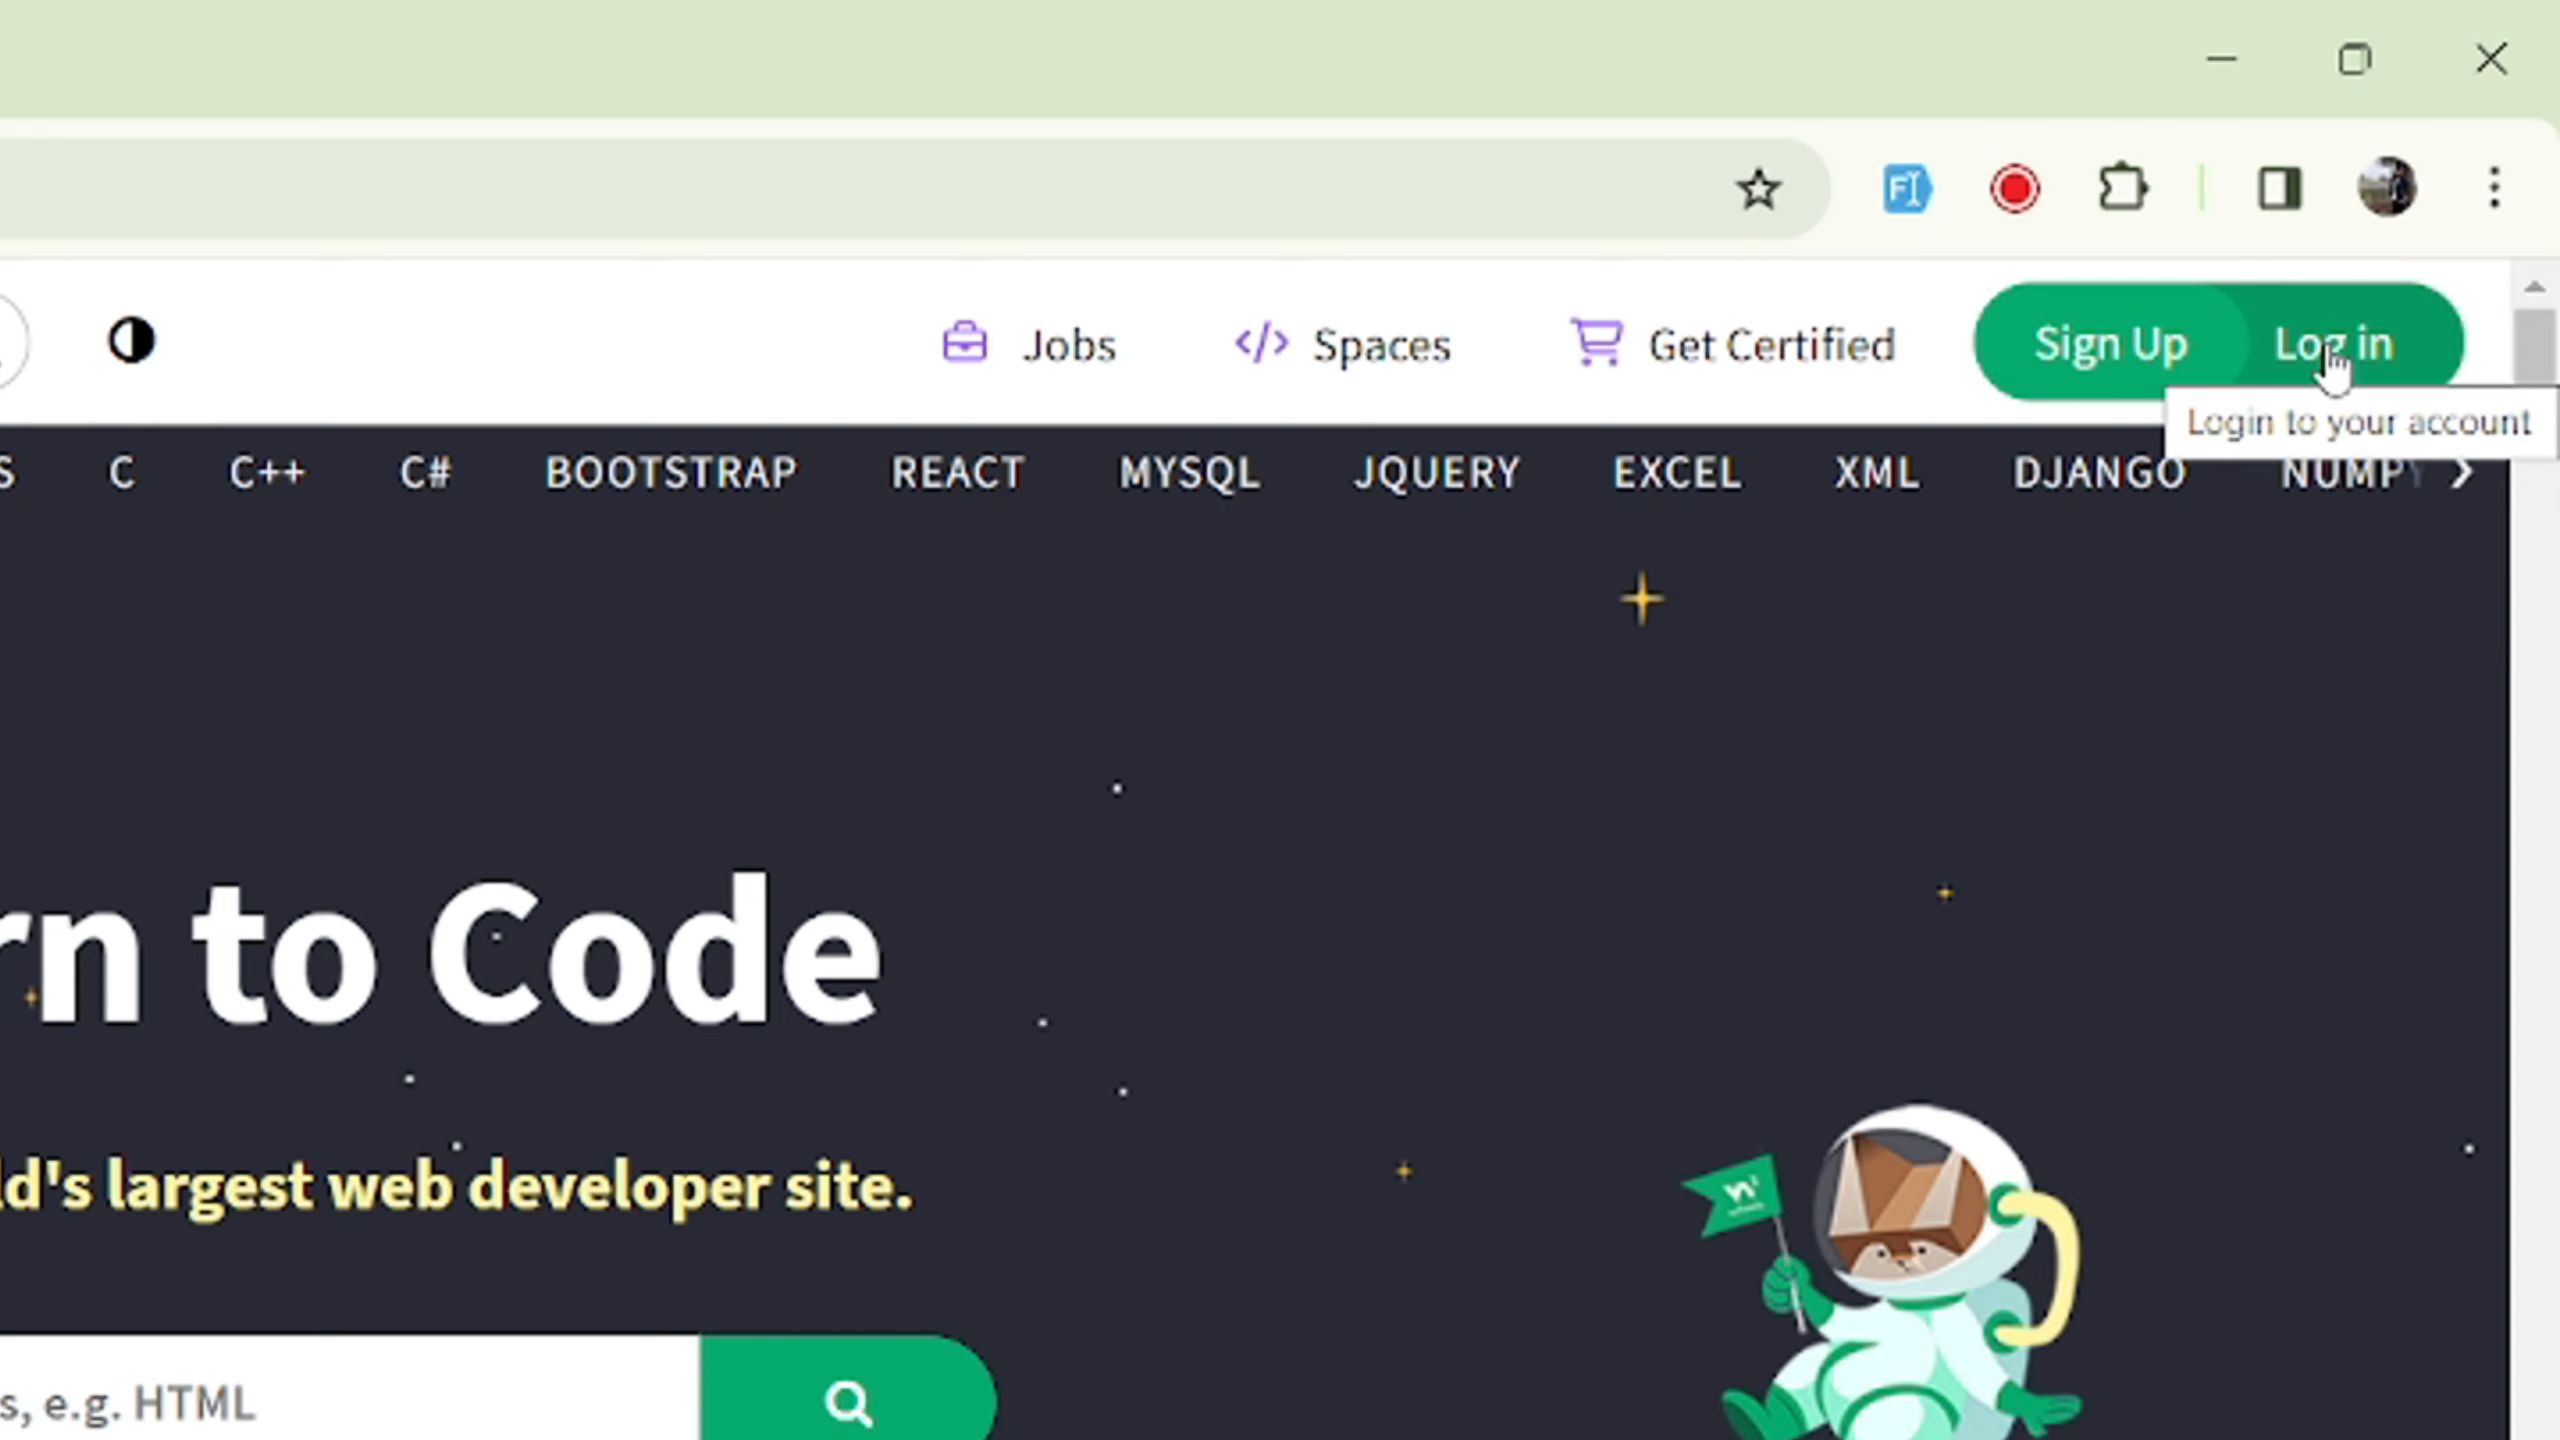 Jobs </> Spaces Get Certified Sign Up Log in
Login to your account
S C C++ C# BOOTSTRAP REACT MYSQL JQUERY EXCEL XML DJANGO NUMPY
rn to Code
ld's largest web developer site.
s, e.g. HTML